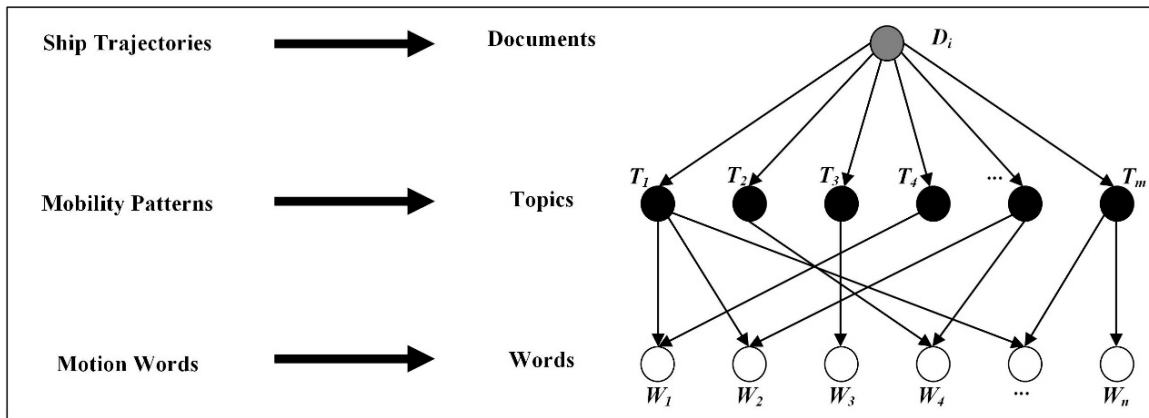 Ship Trajectories Documents D_i
T_1 T_2 T_3 T_4 ... T_m
Mobility Patterns Topics
Motion Words Words
W_1 W_2 W_3 W_4 ... W_n